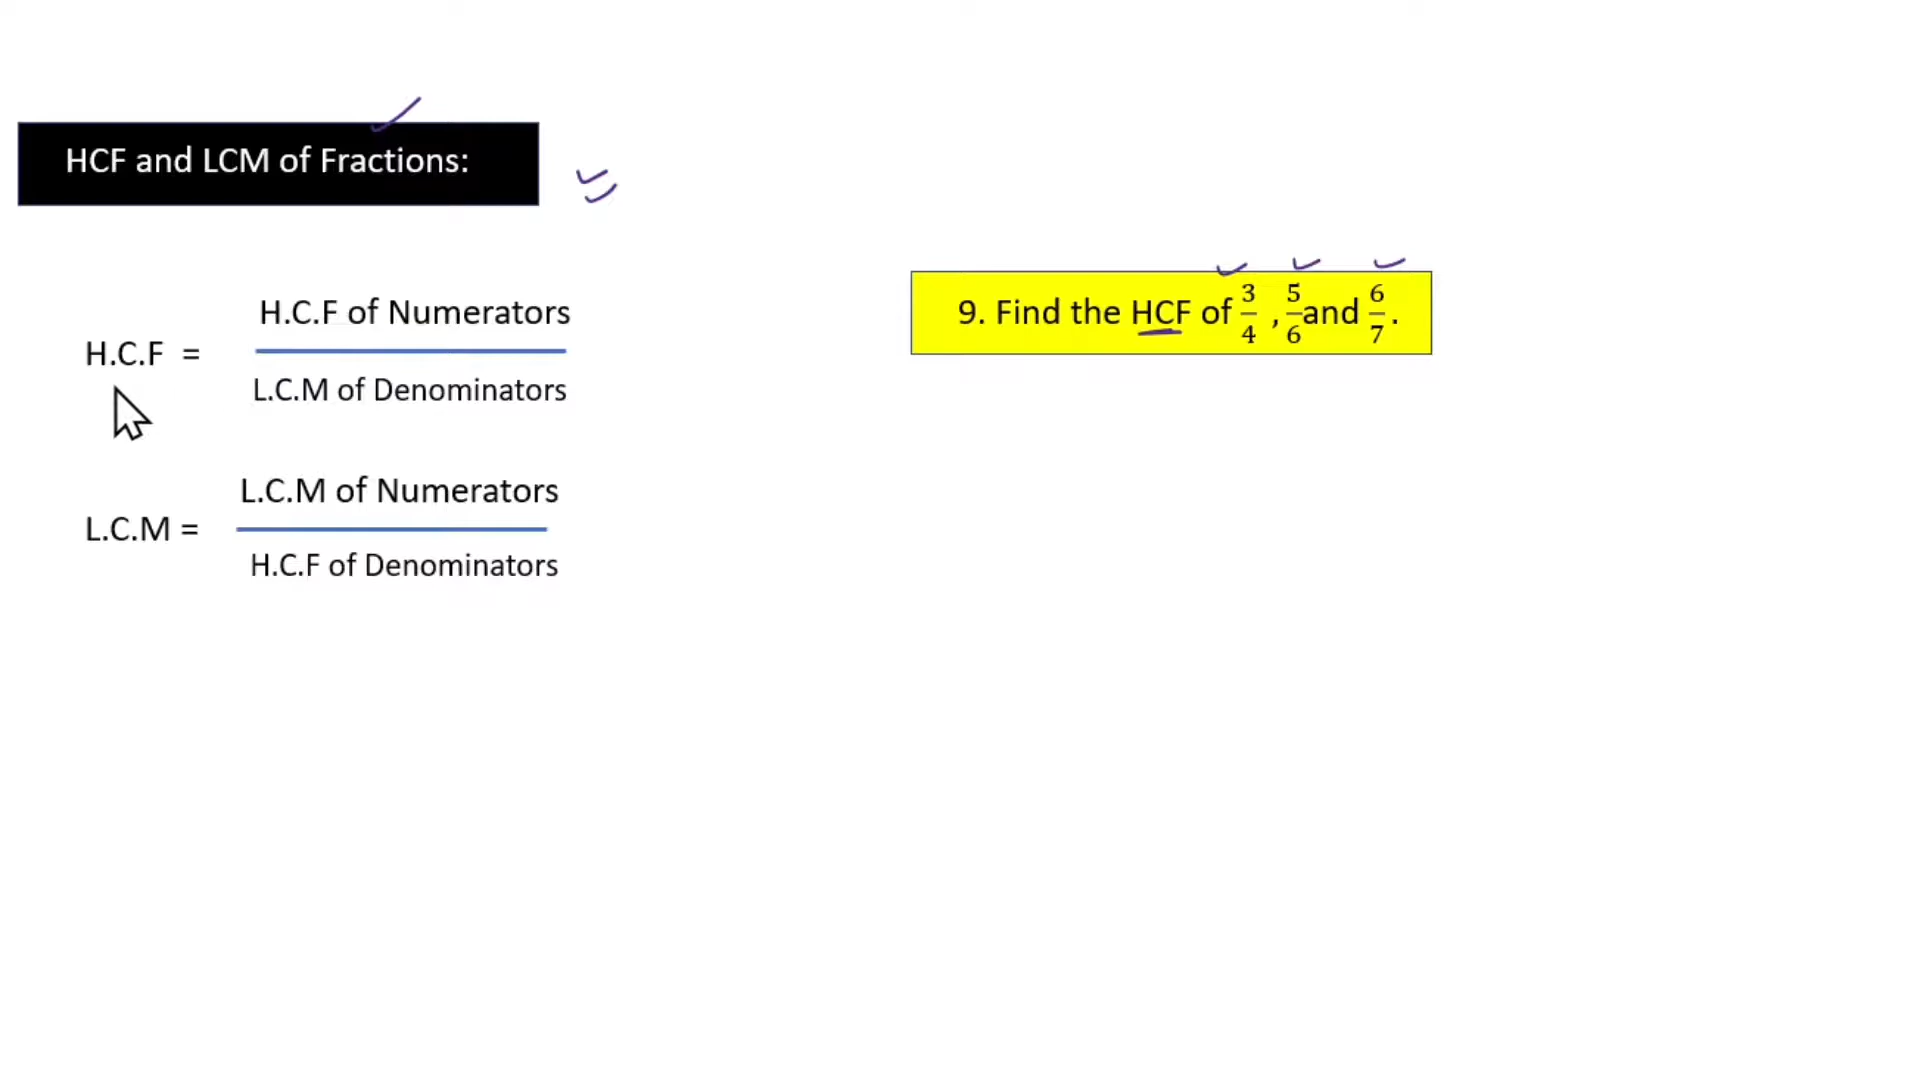 HCF and LCM of Fractions:
H.C.F = H.C.F of Numerators / L.C.M of Denominators
L.C.M = L.C.M of Numerators / H.C.F of Denominators
9. Find the HCF of 3/4 , 5/6 and 6/7 .